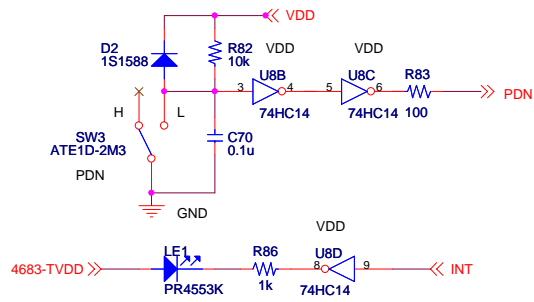 VDD
D2
1S1588
R82
10k
VDD
VDD
U8B
U8C
R83
3
4
5
6
PDN
H
L
74HC14
74HC14
100
SW3
ATE1D-2M3
C70
0.1u
PDN
GND
VDD
LE1
R86
U8D
4683-TVDD
8
9
INT
PR4553K
1k
74HC14